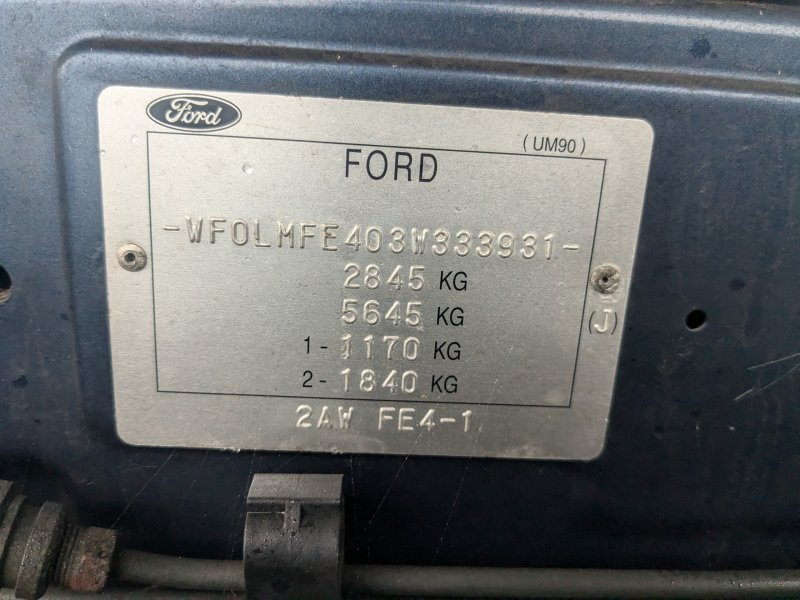 Ford
(UM90)
FORD
-WF0LMFE403W333931-
2845 KG
5645 KG
(J)
1-1170 KG
2-1840 KG
2AW FE4-1